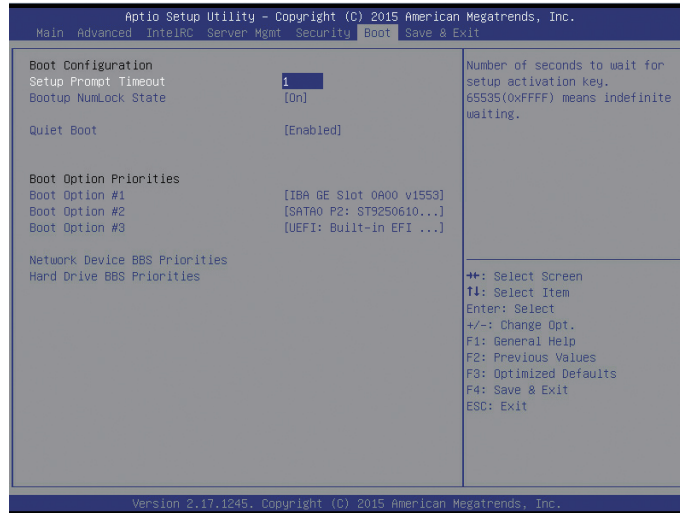 Aptio Setup Utility – Copyright (C) 2015 American Megatrends, Inc.
Main Advanced IntelRC Server Mgmt Security Boot Save & Exit
Boot Configuration
Setup Prompt Timeout 1
Bootup NumLock State [On]
Quiet Boot [Enabled]
Boot Option Priorities
Boot Option #1 [IBA GE Slot 0A00 v1553]
Boot Option #2 [SATA0 P2: ST9250610...]
Boot Option #3 [UEFI: Built-in EFI ...]
Network Device BBS Priorities
Hard Drive BBS Priorities
Number of seconds to wait for
setup activation key.
65535(0xFFFF) means indefinite
waiting.
→←: Select Screen
↑↓: Select Item
Enter: Select
+/-: Change Opt.
F1: General Help
F2: Previous Values
F3: Optimized Defaults
F4: Save & Exit
ESC: Exit
Version 2.17.1245. Copyright (C) 2015 American Megatrends, Inc.